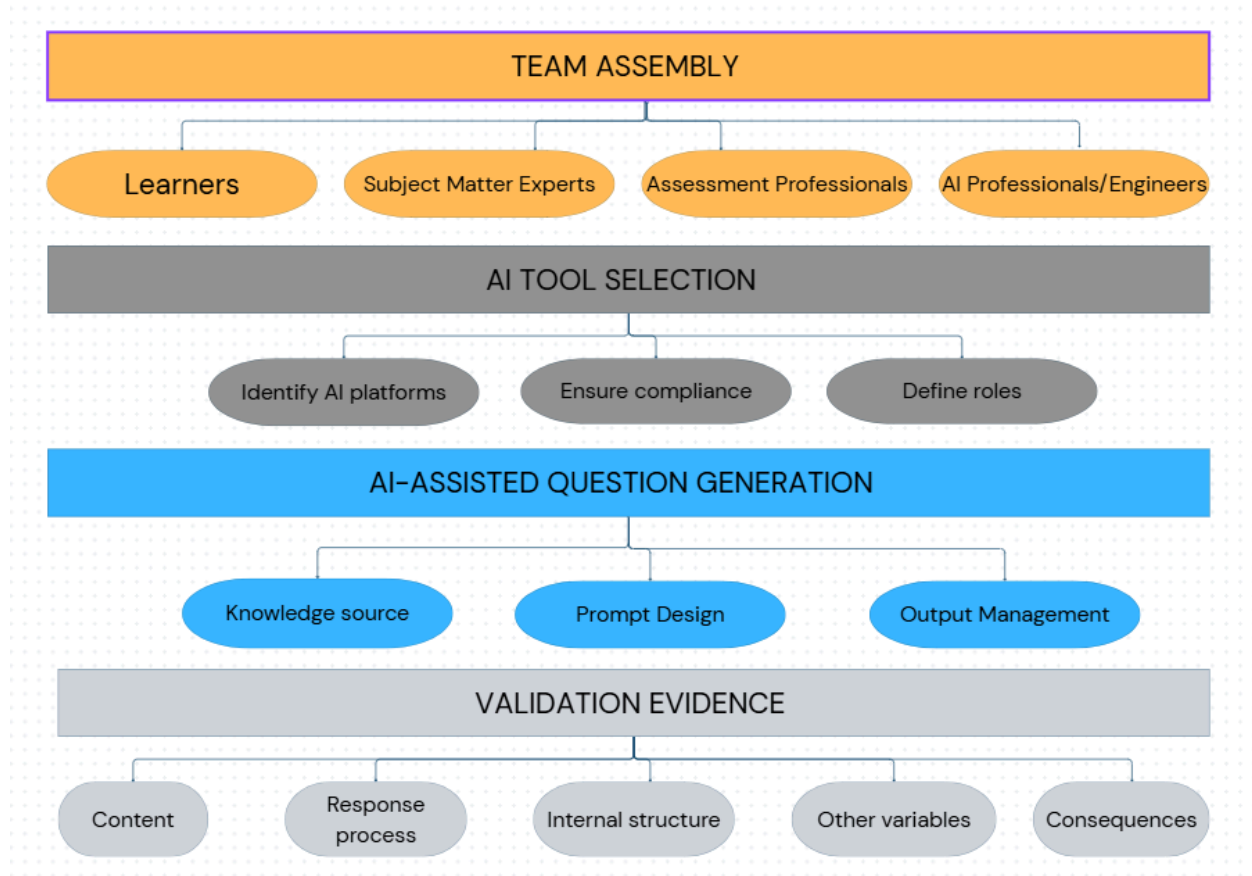 TEAM ASSEMBLY
Learners
Subject Matter Experts
Assessment Professionals
AI Professionals/Engineers
AI TOOL SELECTION
Identify AI platforms
Ensure compliance
Define roles
AI-ASSISTED QUESTION GENERATION
Knowledge source
Prompt Design
Output Management
VALIDATION EVIDENCE
Content
Response
process
Internal structure
Other variables
Consequences